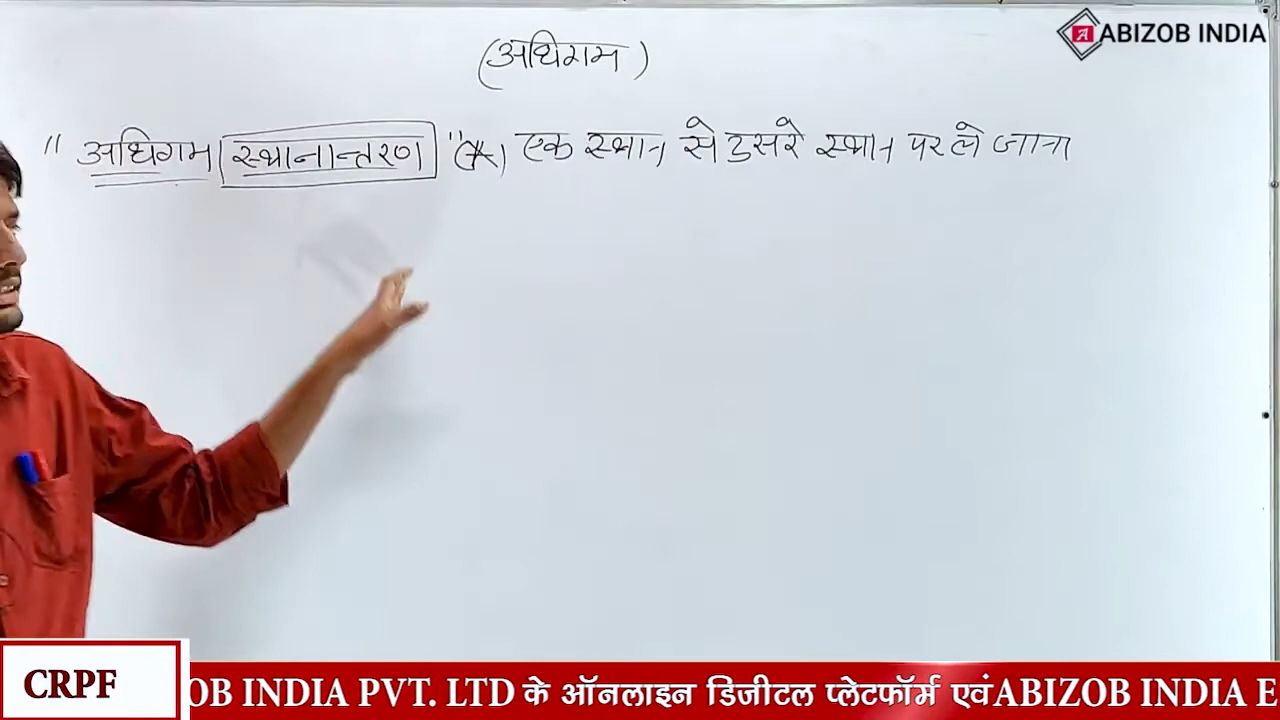 ABIZOB INDIA
(अधिगम)
" अधिगम स्थानान्तरण " (A) एक स्थान से दुसरे स्थान पर ले जाना
CRPF
OB INDIA PVT. LTD के ऑनलाइन डिजीटल प्लेटफॉर्म एवं ABIZOB INDIA E